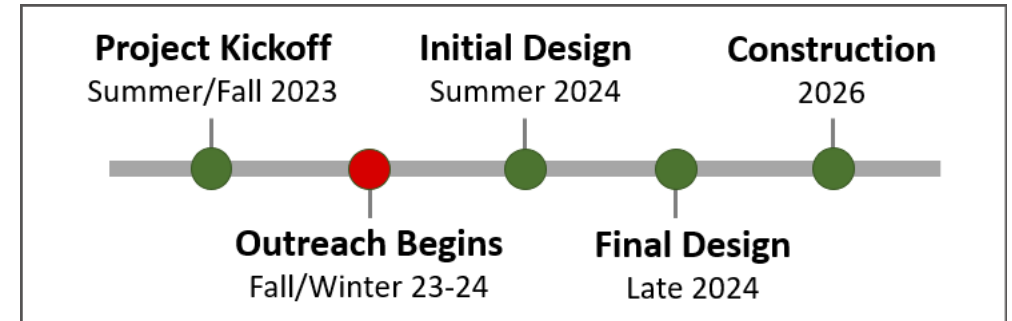 Project Kickoff
Summer/Fall 2023
Outreach Begins
Fall/Winter 23-24
Initial Design
Summer 2024
Final Design
Late 2024
Construction
2026